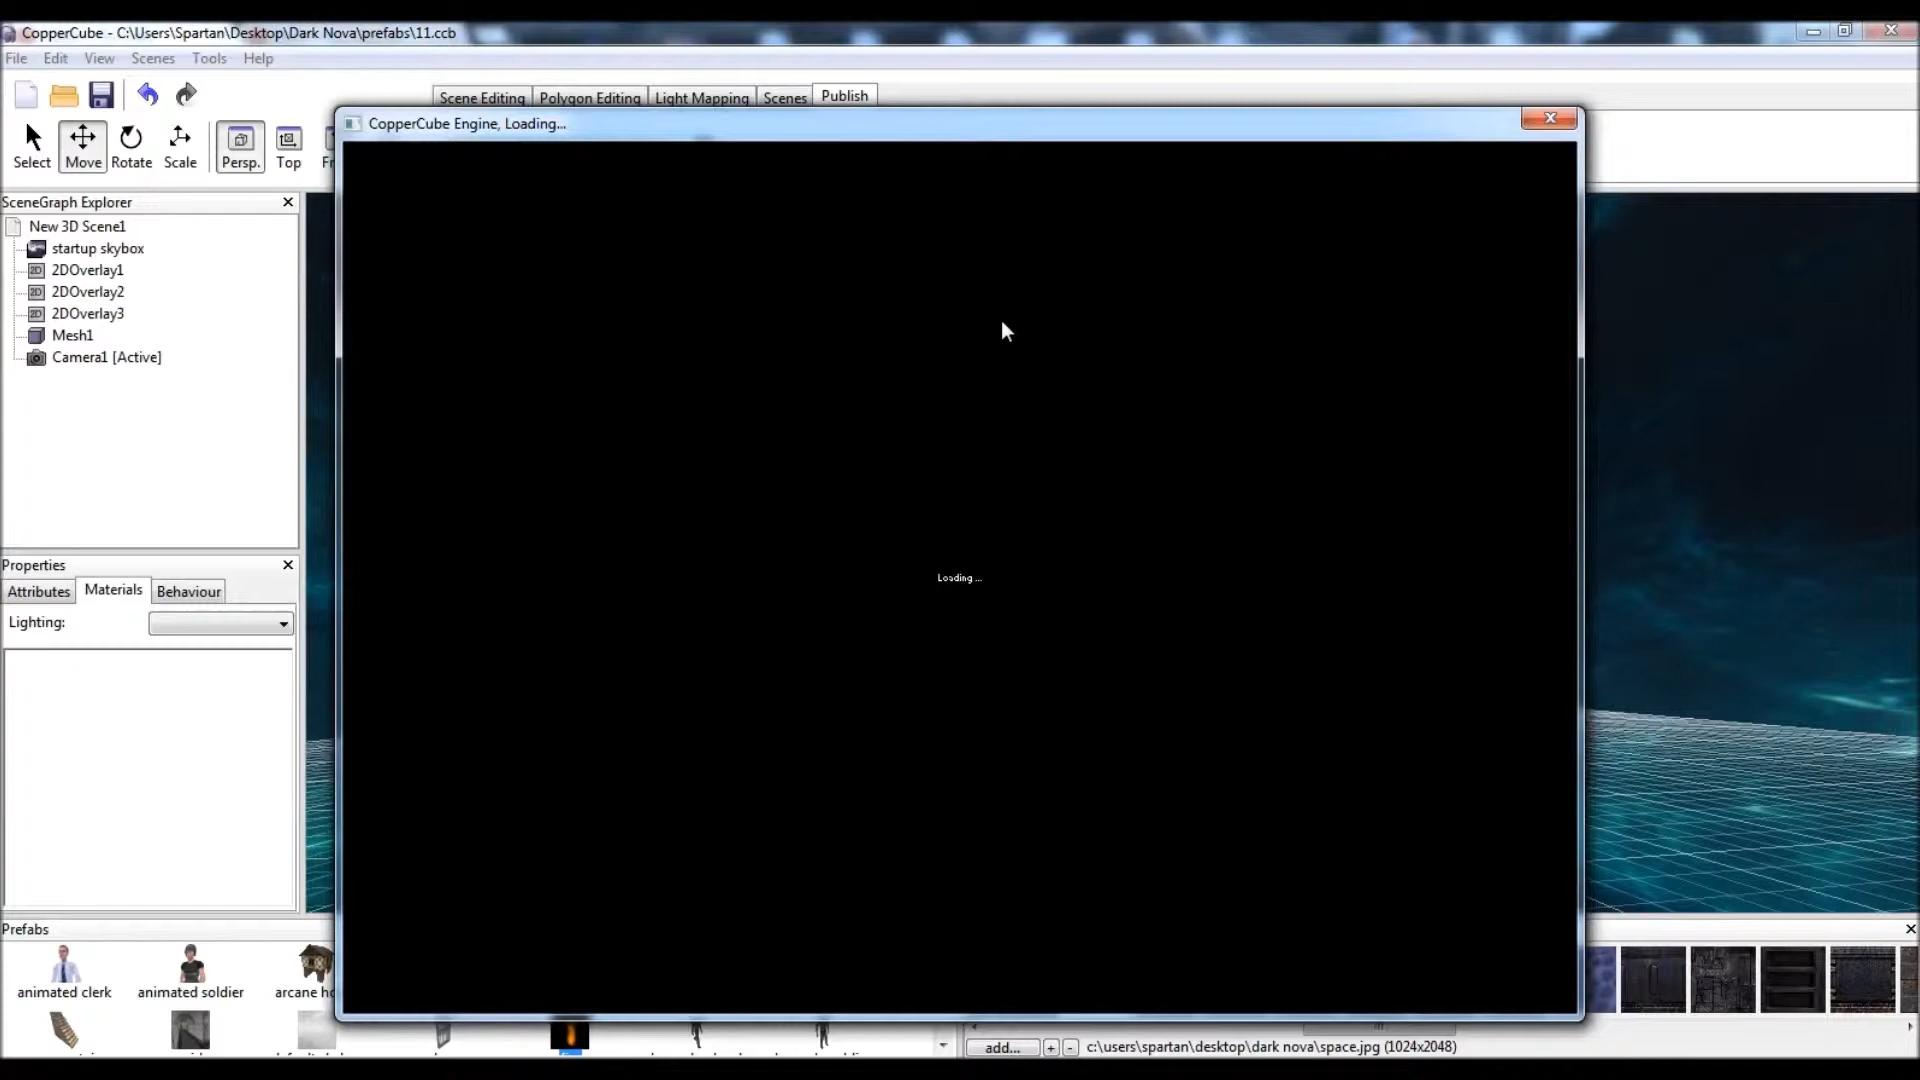 CopperCube - C:\Users\Spartan\Desktop\Dark Nova\prefabs\11.ccb
File Edit View Scenes Tools Help
Scene Editing Polygon Editing Light Mapping Scenes Publish
CopperCube Engine, Loading...
Select Move Rotate Scale Persp. Top
SceneGraph Explorer
New 3D Scene1
startup skybox
2D 2DOverlay1
2D 2DOverlay2
2D 2DOverlay3
Mesh1
Camera1 [Active]
Loading ...
Properties
Attributes Materials Behaviour
Lighting:
Prefabs
animated clerk animated soldier
add... + - c:\users\spartan\desktop\dark nova\space.jpg (1024x2048)